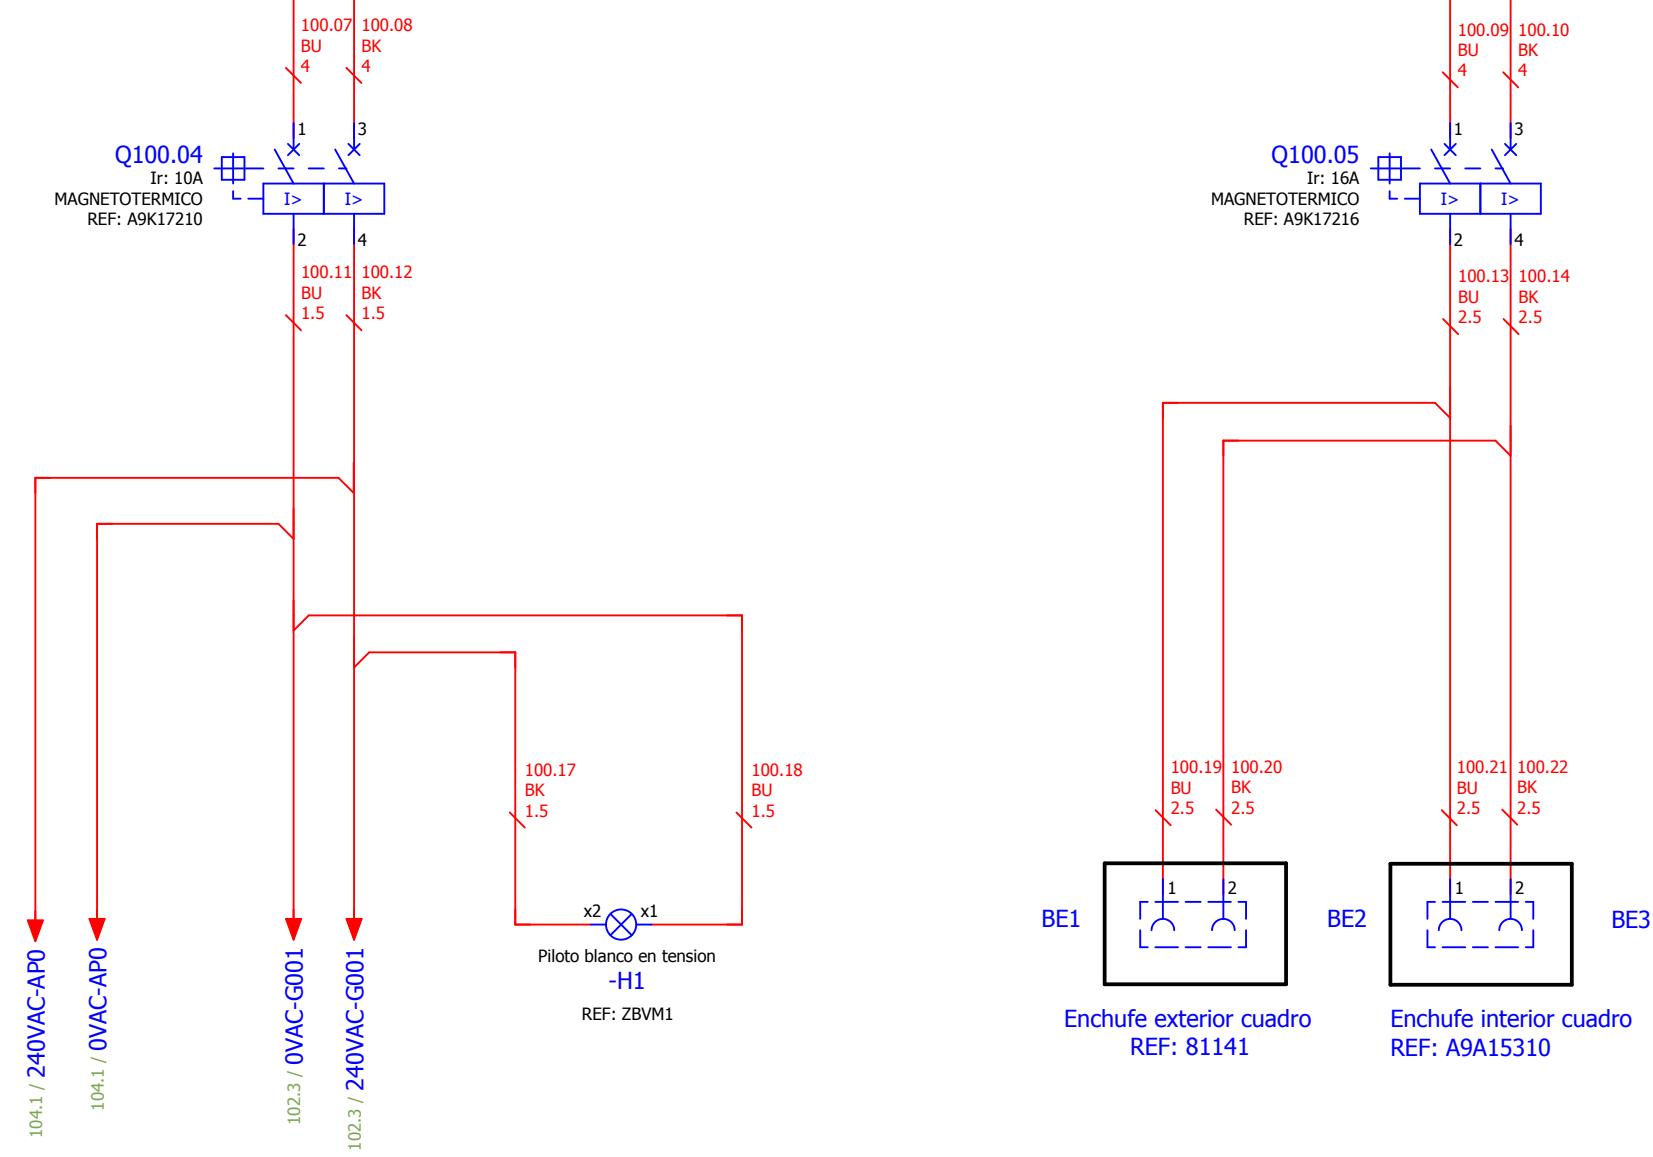 100.07
BU
4
100.08
BK
4
1
3
Q100.04
Ir: 10A
MAGNETOTERMICO
REF: A9K17210
I>
I>
2
4
100.11
BU
1.5
100.12
BK
1.5
100.09
BU
4
100.10
BK
4
1
3
Q100.05
Ir: 16A
MAGNETOTERMICO
REF: A9K17216
I>
I>
2
4
100.13
BU
2.5
100.14
BK
2.5
100.17
BK
1.5
100.18
BU
1.5
x2
x1
Piloto blanco en tension
-H1
REF: ZBVM1
104.1 / 240VAC-AP0
104.1 / 0VAC-AP0
102.3 / 0VAC-G001
102.3 / 240VAC-G001
100.19
BU
2.5
100.20
BK
2.5
100.21
BU
2.5
100.22
BK
2.5
BE1
1
2
BE2
1
2
BE3
Enchufe exterior cuadro
REF: 81141
Enchufe interior cuadro
REF: A9A15310